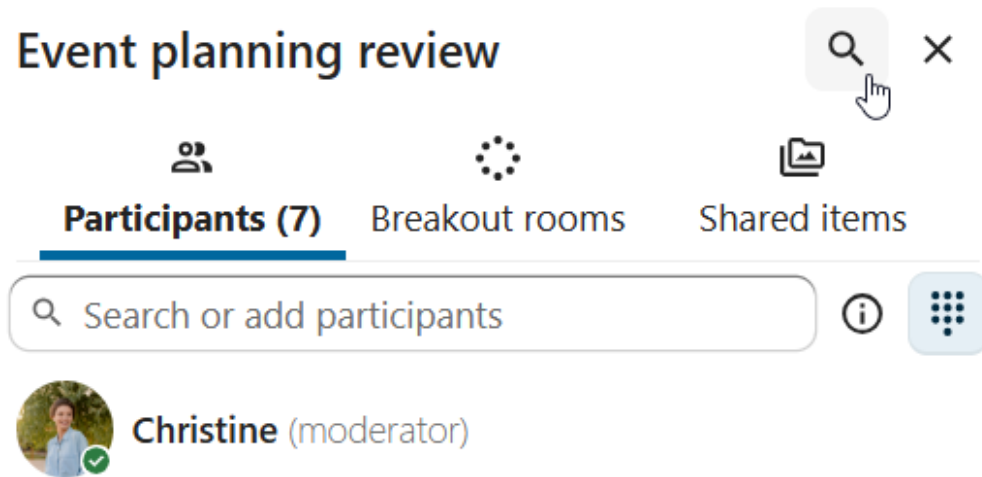 Event planning review
Participants (7) Breakout rooms Shared items
Search or add participants
Christine (moderator)